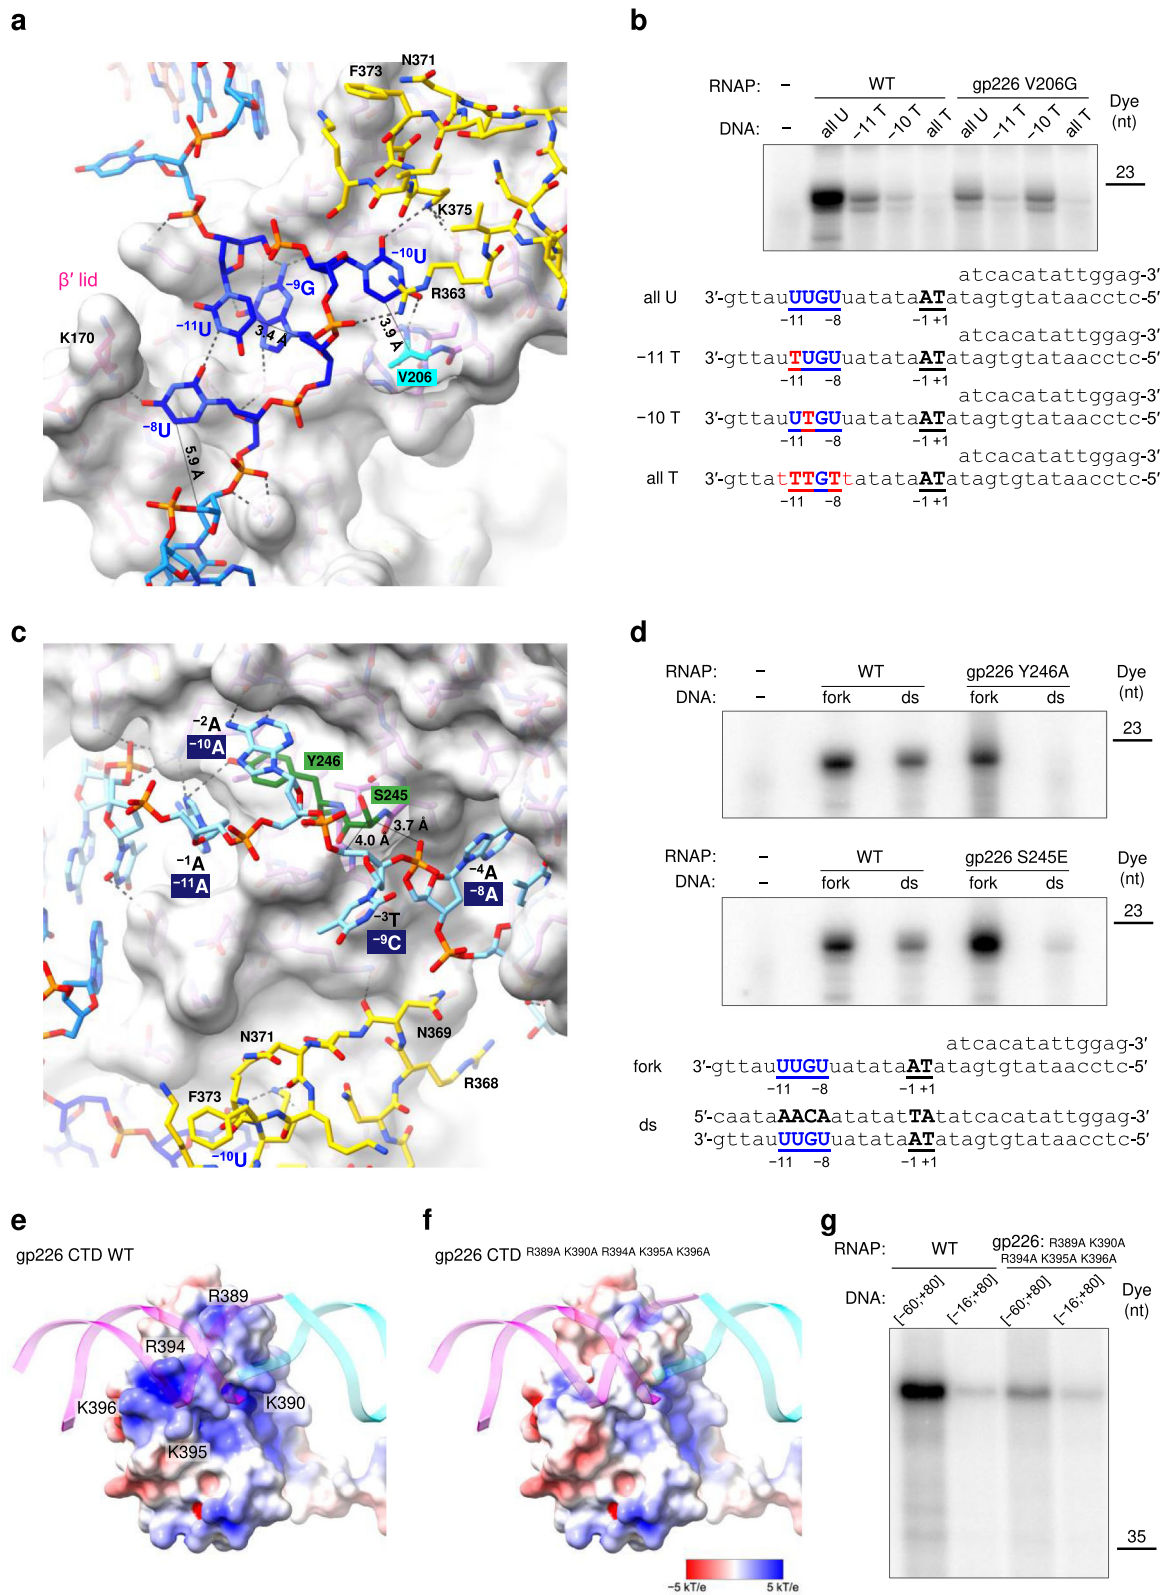 a
N371
F373
K375
−10U
−9G
R363
β′ lid
−11U
3.4 Å
3.9 Å
K170
V206
−8U
5.9 Å
b
RNAP: – WT gp226 V206G Dye (nt)
DNA: – all U −11 T −10 T all T all U −11 T −10 T all T
23
atcacatattggag-3′
all U 3′-gttauUUGUuatataATatagtgtataacctc-5′
−11 −8 −1 +1
atcacatattggag-3′
−11 T 3′-gttauTUGUuatataATatagtgtataacctc-5′
−11 −8 −1 +1
atcacatattggag-3′
−10 T 3′-gttauUTGUuatataATatagtgtataacctc-5′
−11 −8 −1 +1
atcacatattggag-3′
all T 3′-gttatTTGTtatataATatagtgtataacctc-5′
−11 −8 −1 +1
c
−2A
−10A
Y246
S245
3.7 Å
4.0 Å
−1A
−11A
−4A
−8A
−3T
−9C
N371
N369
R368
F373
−10U
d
RNAP: – WT gp226 Y246A Dye (nt)
DNA: – fork ds fork ds
23
RNAP: – WT gp226 S245E
DNA: – fork ds fork ds
23
atcacatattggag-3′
fork 3′-gttauUUGUuatataATatagtgtataacctc-5′
−11 −8 −1 +1
5′-caataAACAatatatTAtatcacatattggag-3′
ds
3′-gttauUUGUuatataATatagtgtataacctc-5′
−11 −8 −1 +1
e
gp226 CTD WT
R389
R394
K396
K390
K395
f
gp226 CTD R389A K390A R394A K395A K396A
−5 kT/e 5 kT/e
g
RNAP: WT gp226: R389A K390A R394A K395A K396A
DNA: [−60;+80] [−16;+80] [−60;+80] [−16;+80] Dye (nt)
35